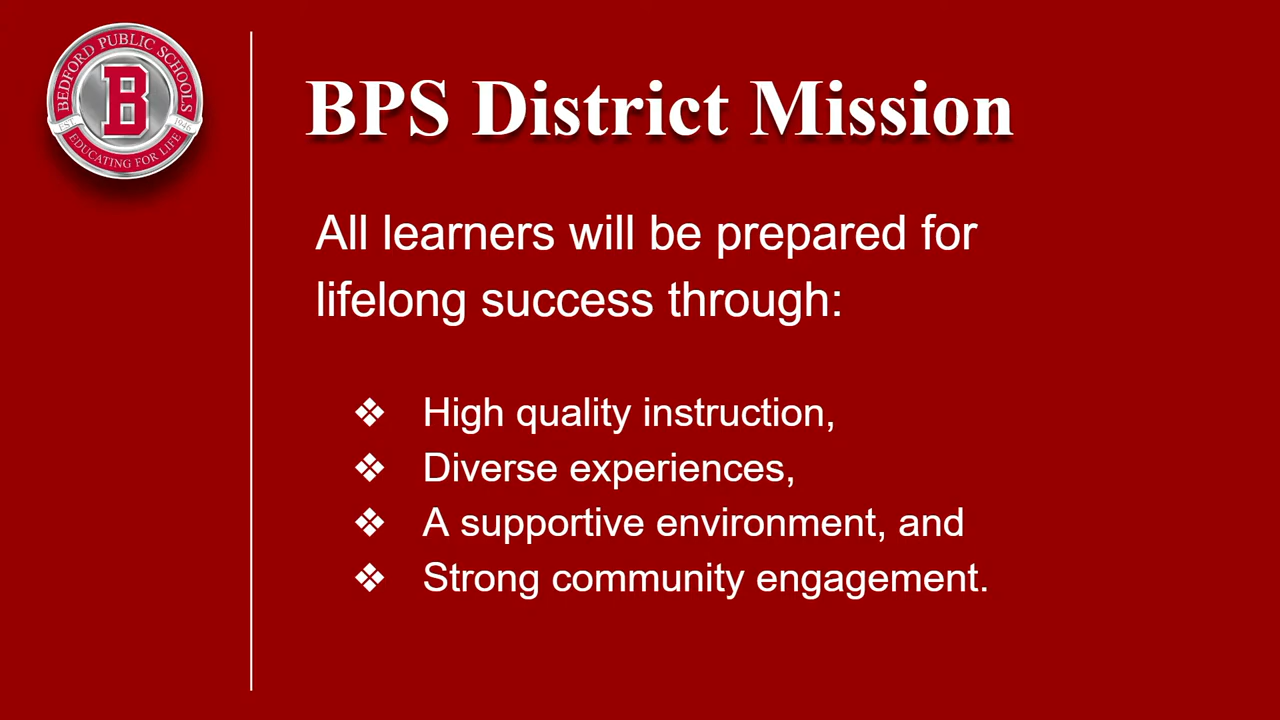 BEDFORD PUBLIC SCHOOLS
B
EST. 1946
EDUCATING FOR LIFE
BPS District Mission
All learners will be prepared for
lifelong success through:
❖ High quality instruction,
❖ Diverse experiences,
❖ A supportive environment, and
❖ Strong community engagement.